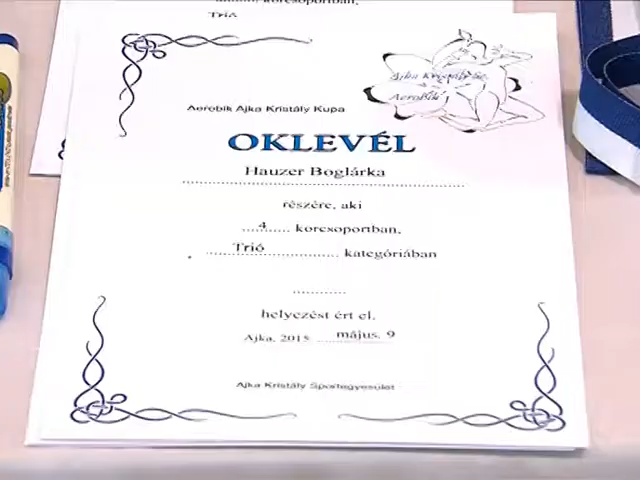 Trió
Ajka Kristály Se.
Aerobik
Aerobik Ajka Kristály Kupa
OKLEVÉL
Hauzer Boglárka
részére, aki
4 korcsoportban,
Trió kategóriában
helyezést ért el.
Ajka, 2015 május. 9
Ajka Kristály Sportegyesület